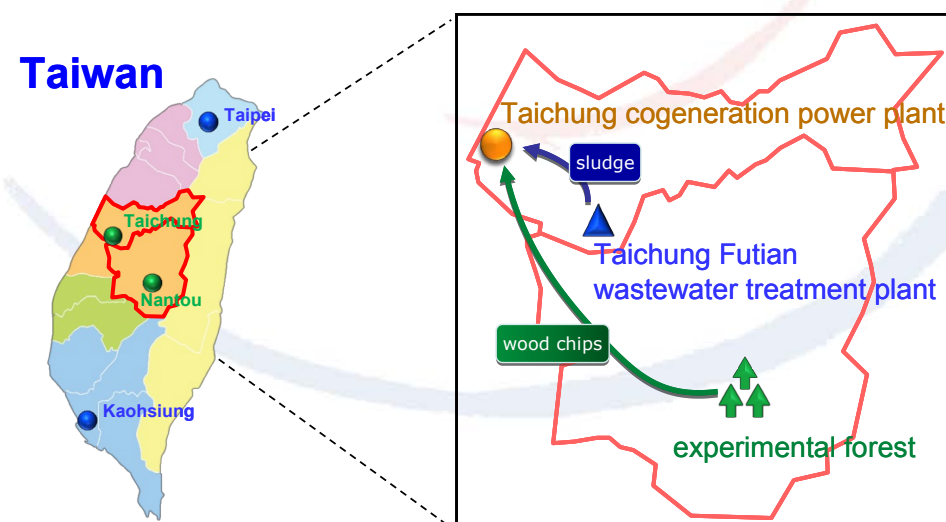 Taiwan
Taipei
Taichung
Nantou
Kaohsiung
Taichung cogeneration power plant
sludge
Taichung Futian
wastewater treatment plant
wood chips
experimental forest